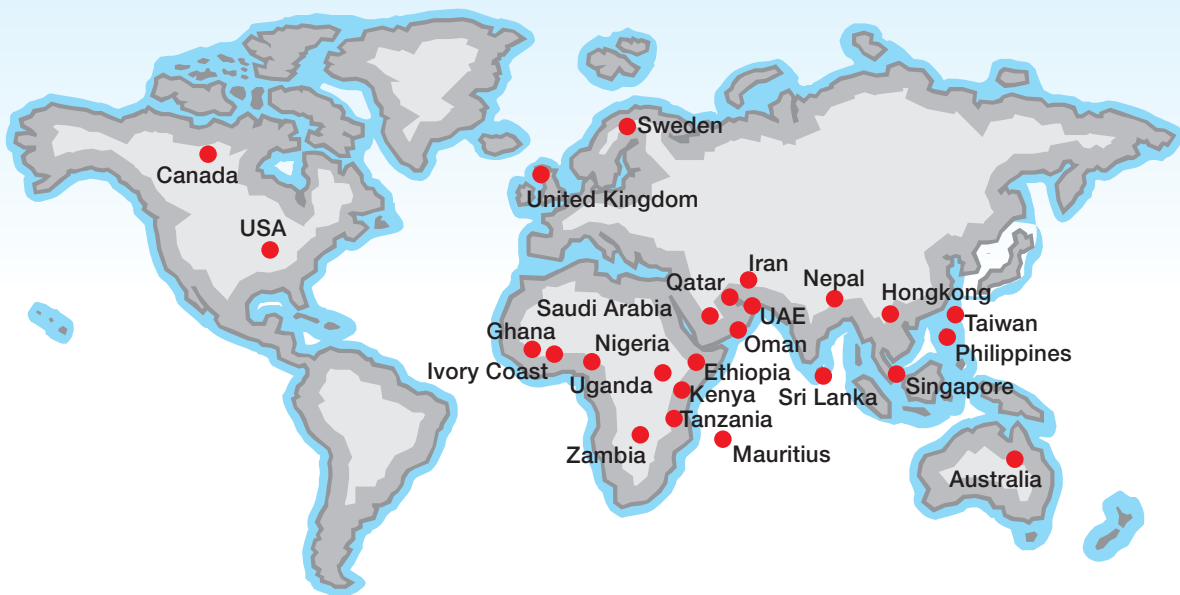 Sweden
Canada
United Kingdom
USA
Iran
Qatar
Nepal
Hongkong
Saudi Arabia
UAE
Taiwan
Ghana
Nigeria
Oman
Philippines
Ivory Coast
Uganda
Ethiopia
Kenya
Sri Lanka
Singapore
Tanzania
Zambia
Mauritius
Australia